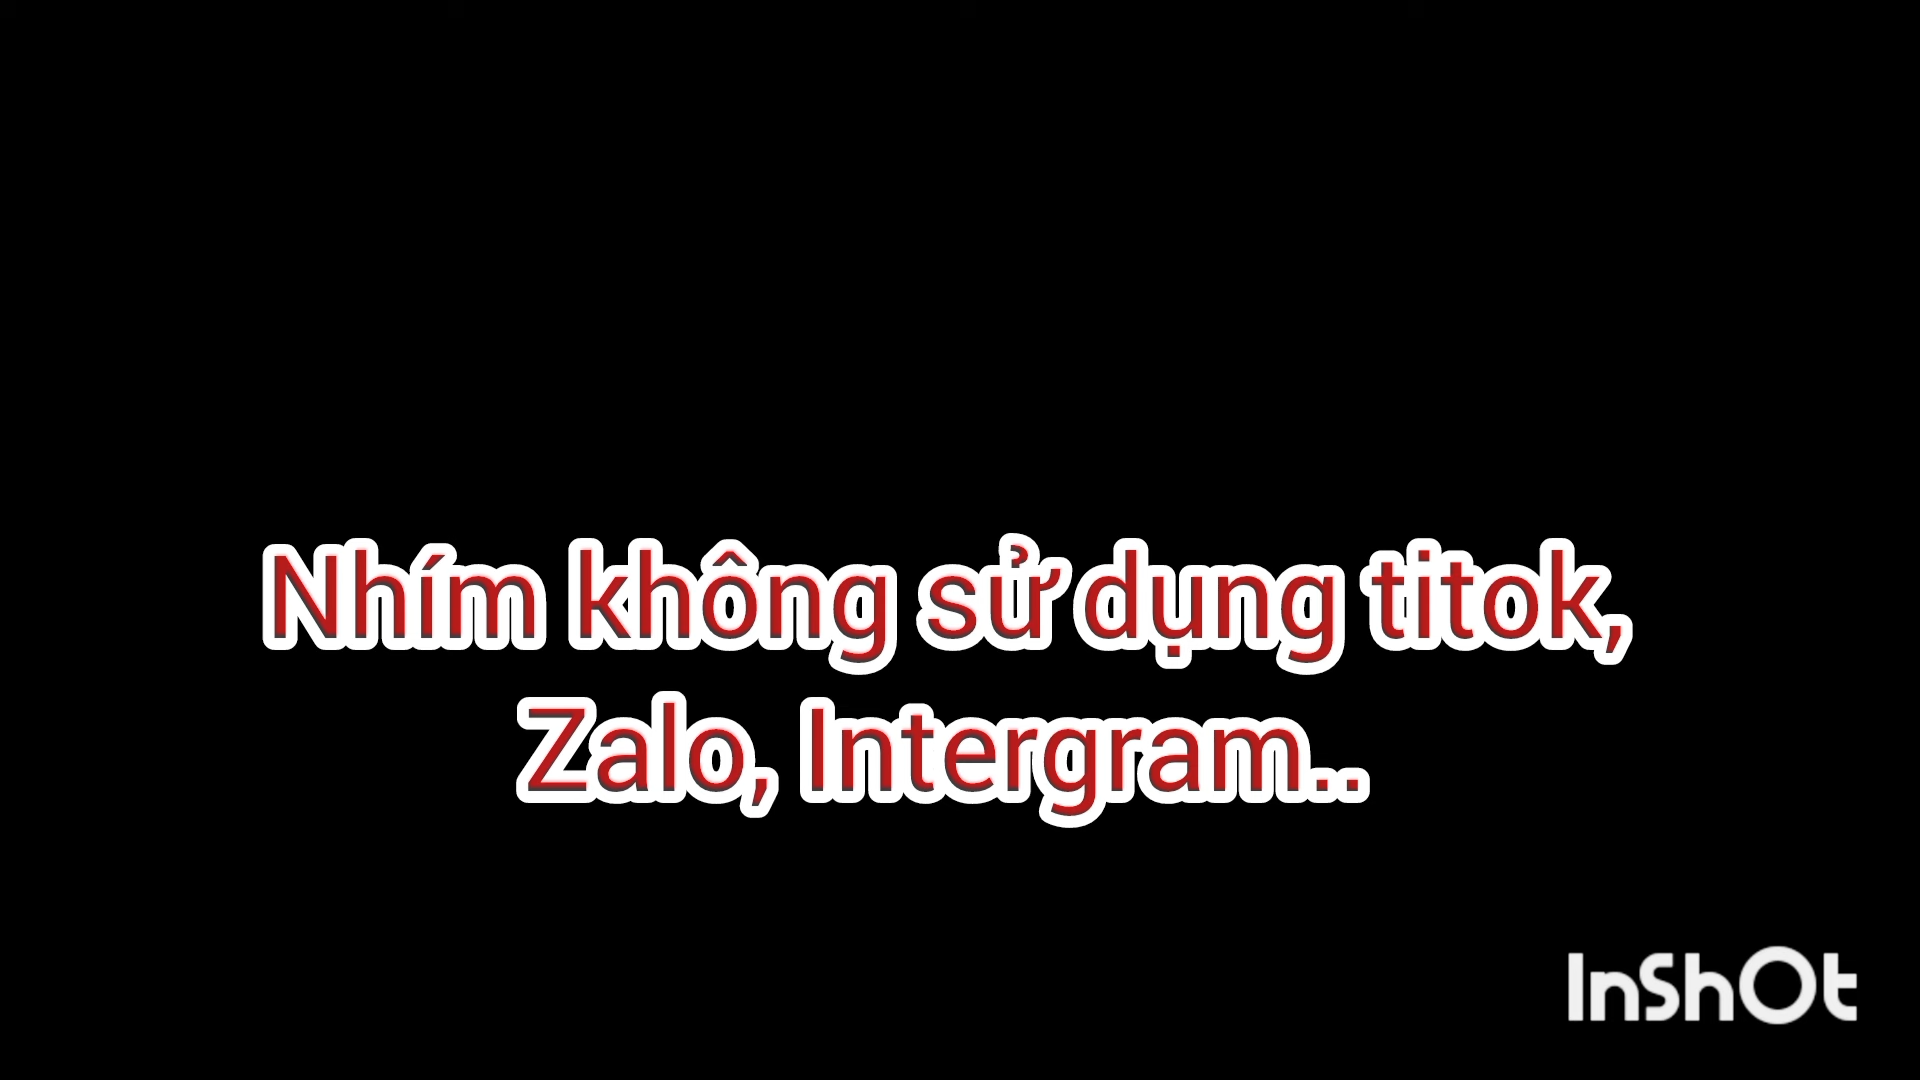 Nhím không sử dụng titok,
Zalo, Intergram..
InShOt